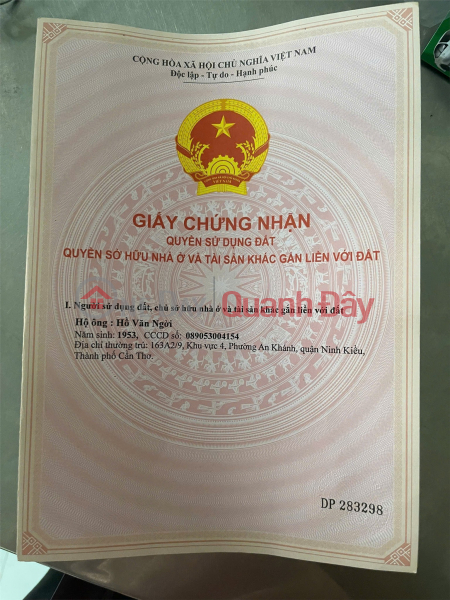 CỘNG HÒA XÃ HỘI CHỦ NGHĨA VIỆT NAM
Độc lập - Tự do - Hạnh phúc
GIẤY CHỨNG NHẬN
QUYỀN SỬ DỤNG ĐẤT
QUYỀN SỞ HỮU NHÀ Ở VÀ TÀI SẢN KHÁC GẮN LIỀN VỚI ĐẤT
Quanh Đây
I. Người sử dụng đất, chủ sở hữu nhà ở và tài sản khác gắn liền với đất
Hộ ông : Hồ Văn Ngời
Năm sinh: 1953, CCCD số: 089053004154
Địa chỉ thường trú: 163A2/9, Khu vực 4, Phường An Khánh, quận Ninh Kiều,
Thành phố Cần Thơ.
DP 283298